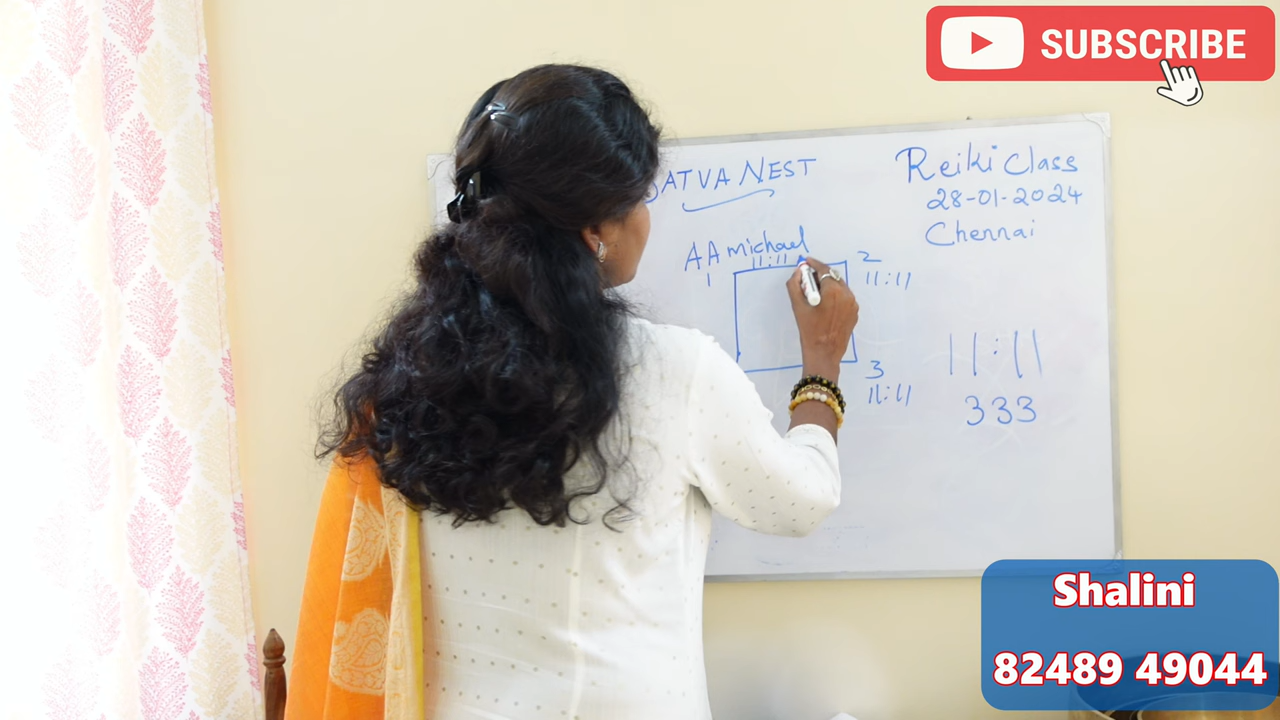 SUBSCRIBE
SATVA NEST
Reiki Class
28-01-2024
Chennai
AA michael
11:11
1
2
11:11
3
11:11
11:11
333
Shalini
82489 49044